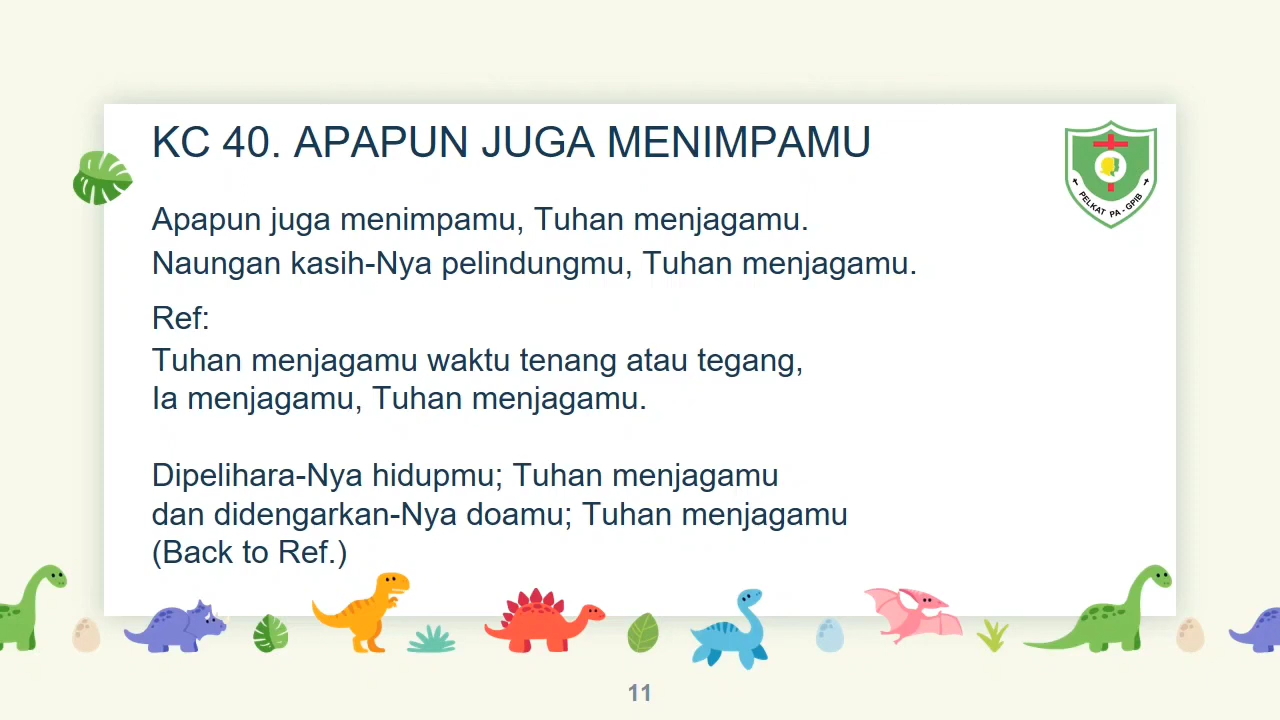 KC 40. APAPUN JUGA MENIMPAMU
Apapun juga menimpamu, Tuhan menjagamu.
Naungan kasih-Nya pelindungmu, Tuhan menjagamu.
Ref:
Tuhan menjagamu waktu tenang atau tegang,
Ia menjagamu, Tuhan menjagamu.
Dipelihara-Nya hidupmu; Tuhan menjagamu
dan didengarkan-Nya doamu; Tuhan menjagamu
(Back to Ref.)
PELKAT PA - GPIB
11